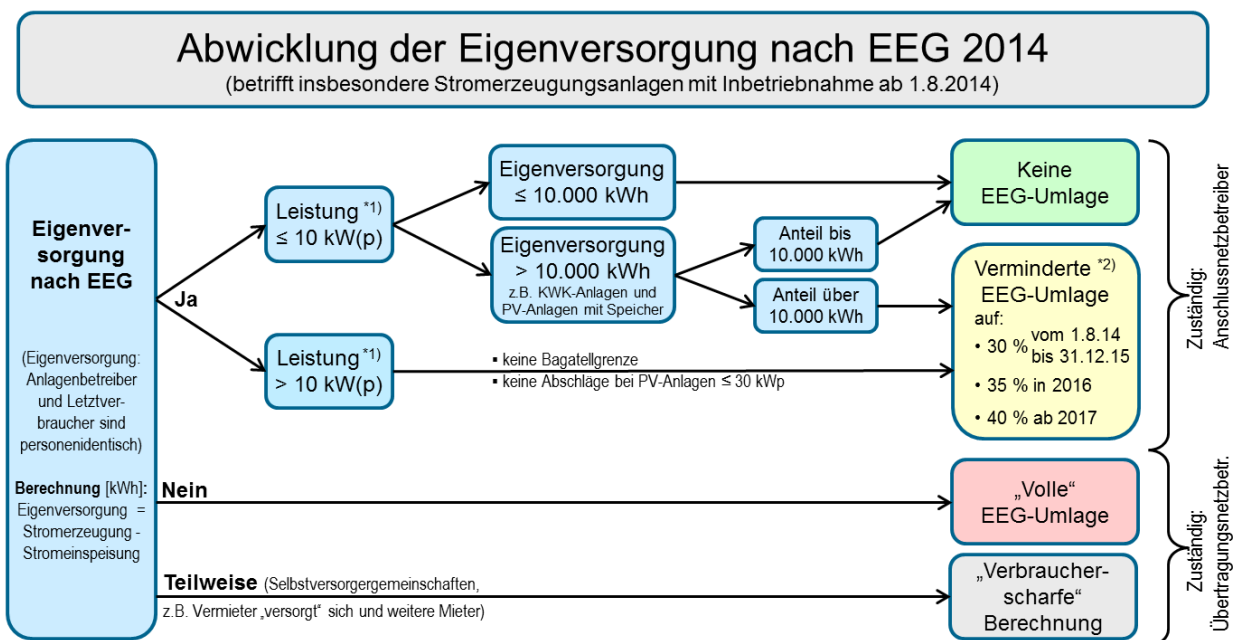 Abwicklung der Eigenversorgung nach EEG 2014
(betrifft insbesondere Stromerzeugungsanlagen mit Inbetriebnahme ab 1.8.2014)
Eigenver-
sorgung
nach EEG
(Eigenversorgung:
Anlagenbetreiber
und Letztver-
braucher sind
personenidentisch)
Berechnung [kWh]:
Eigenversorgung =
Stromerzeugung -
Stromeinspeisung
Ja
Leistung *1)
≤ 10 kW(p)
Eigenversorgung
≤ 10.000 kWh
Eigenversorgung
> 10.000 kWh
z.B. KWK-Anlagen und
PV-Anlagen mit Speicher
Anteil bis
10.000 kWh
Anteil über
10.000 kWh
Leistung *1)
> 10 kW(p)
▪ keine Bagatellgrenze
▪ keine Abschläge bei PV-Anlagen ≤ 30 kWp
Keine
EEG-Umlage
Verminderte *2)
EEG-Umlage
auf:
• 30 % vom 1.8.14
bis 31.12.15
• 35 % in 2016
• 40 % ab 2017
Zuständig:
Anschlussnetzbetreiber
Nein
„Volle“
EEG-Umlage
Teilweise (Selbstversorgergemeinschaften,
z.B. Vermieter „versorgt“ sich und weitere Mieter)
„Verbraucher-
scharfe“
Berechnung
Zuständig:
Übertragungsnetzbetr.